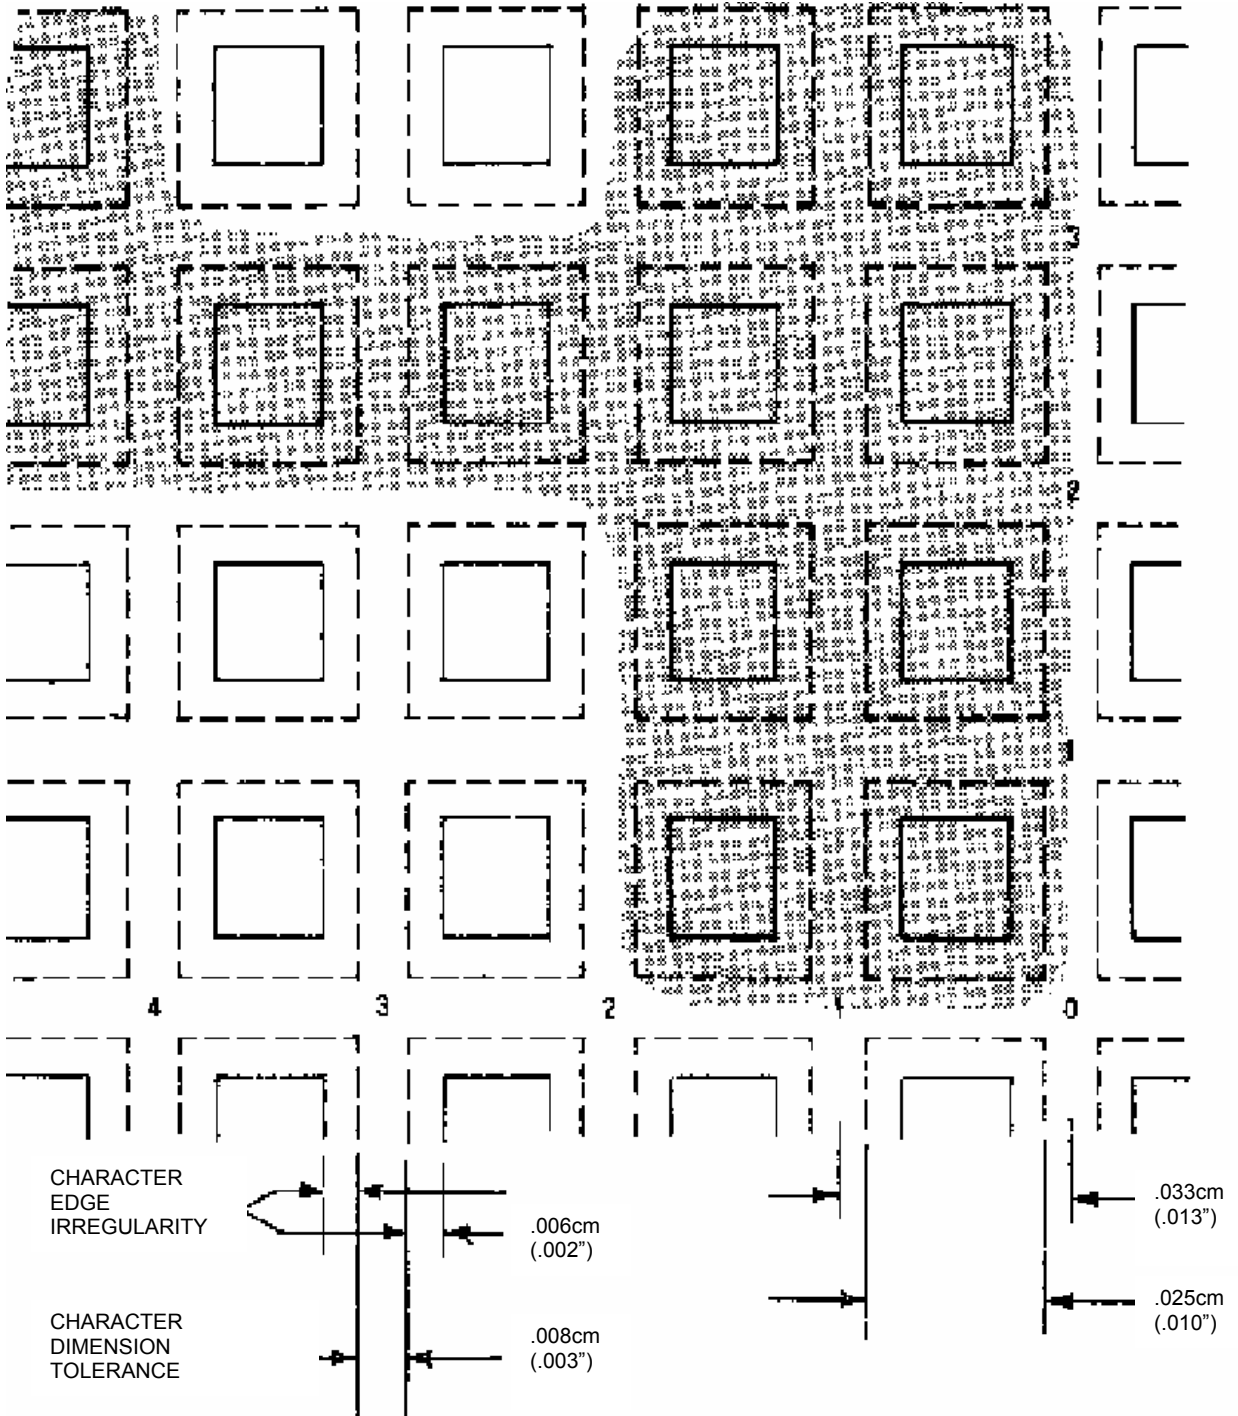 3
2
1
4 3 2 1 0
CHARACTER
EDGE
IRREGULARITY
.006cm
(.002”)
.033cm
(.013”)
.025cm
(.010”)
CHARACTER
DIMENSION
TOLERANCE
.008cm
(.003”)